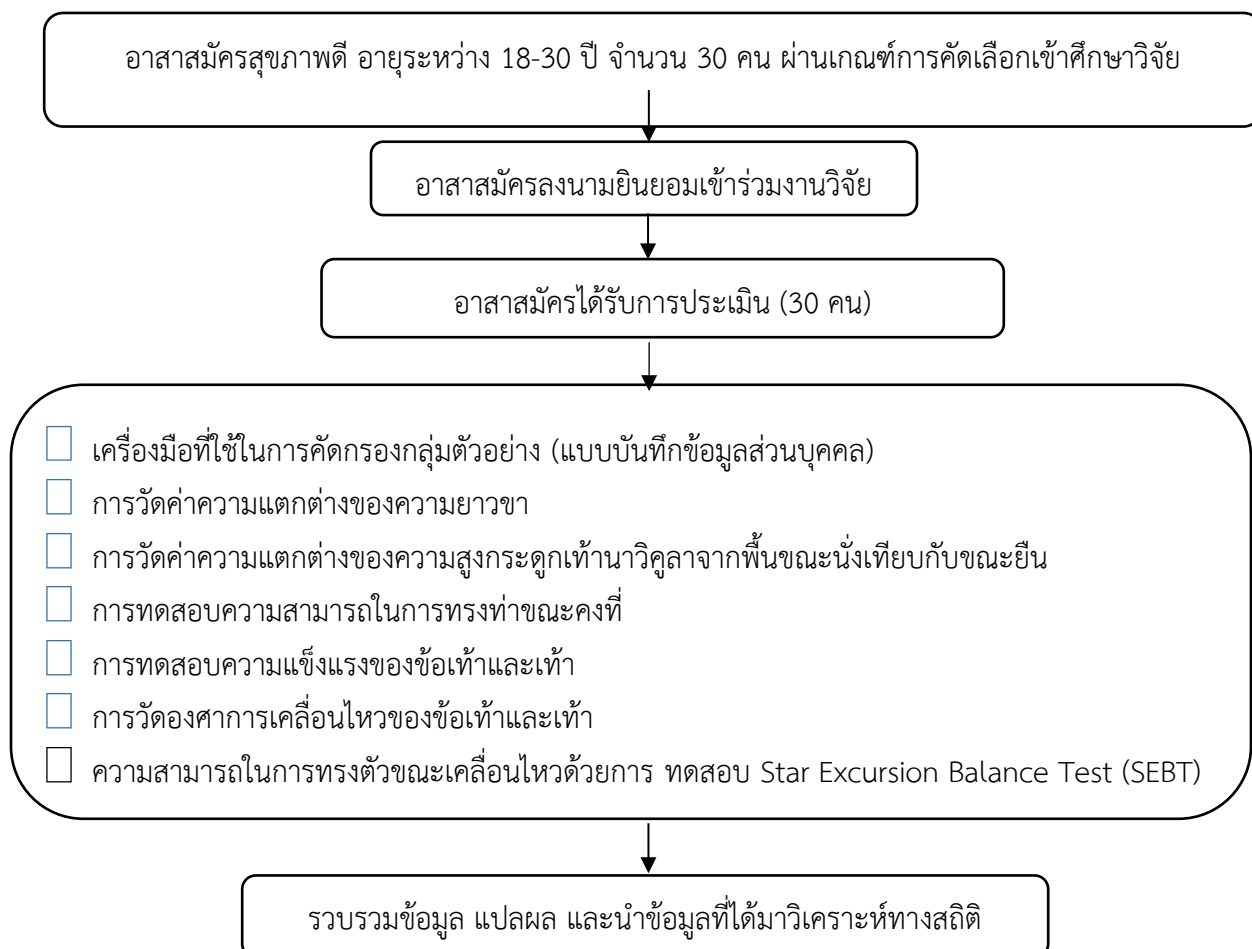 อาสาสมัครสุขภาพดี อายุระหว่าง 18-30 ปี จำนวน 30 คน ผ่านเกณฑ์การคัดเลือกเข้าศึกษาวิจัย
อาสาสมัครลงนามยินยอมเข้าร่วมงานวิจัย
อาสาสมัครได้รับการประเมิน (30 คน)
เครื่องมือที่ใช้ในการคัดกรองกลุ่มตัวอย่าง (แบบบันทึกข้อมูลส่วนบุคคล)
การวัดค่าความแตกต่างของความยาวขา
การวัดค่าความแตกต่างของความสูงกระดูกเท้านาวิคูลาจากพื้นขณะนั่งเทียบกับขณะยืน
การทดสอบความสามารถในการทรงท่าขณะคงที่
การทดสอบความแข็งแรงของข้อเท้าและเท้า
การวัดองศาการเคลื่อนไหวของข้อเท้าและเท้า
ความสามารถในการทรงตัวขณะเคลื่อนไหวด้วยการ ทดสอบ Star Excursion Balance Test (SEBT)
รวบรวมข้อมูล แปลผล และนำข้อมูลที่ได้มาวิเคราะห์ทางสถิติ